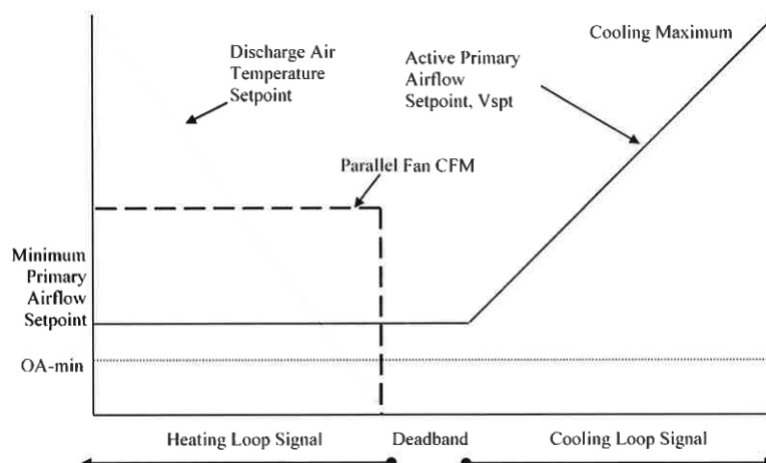 Discharge Air
Temperature
Setpoint
Active Primary
Airflow
Setpoint, Vspt
Cooling Maximum
Parallel Fan CFM
Minimum
Primary
Airflow
Setpoint
OA-min
Heating Loop Signal
Deadband
Cooling Loop Signal